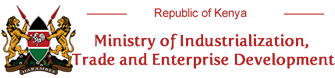 Republic of Kenya
Ministry of Industrialization,
Trade and Enterprise Development